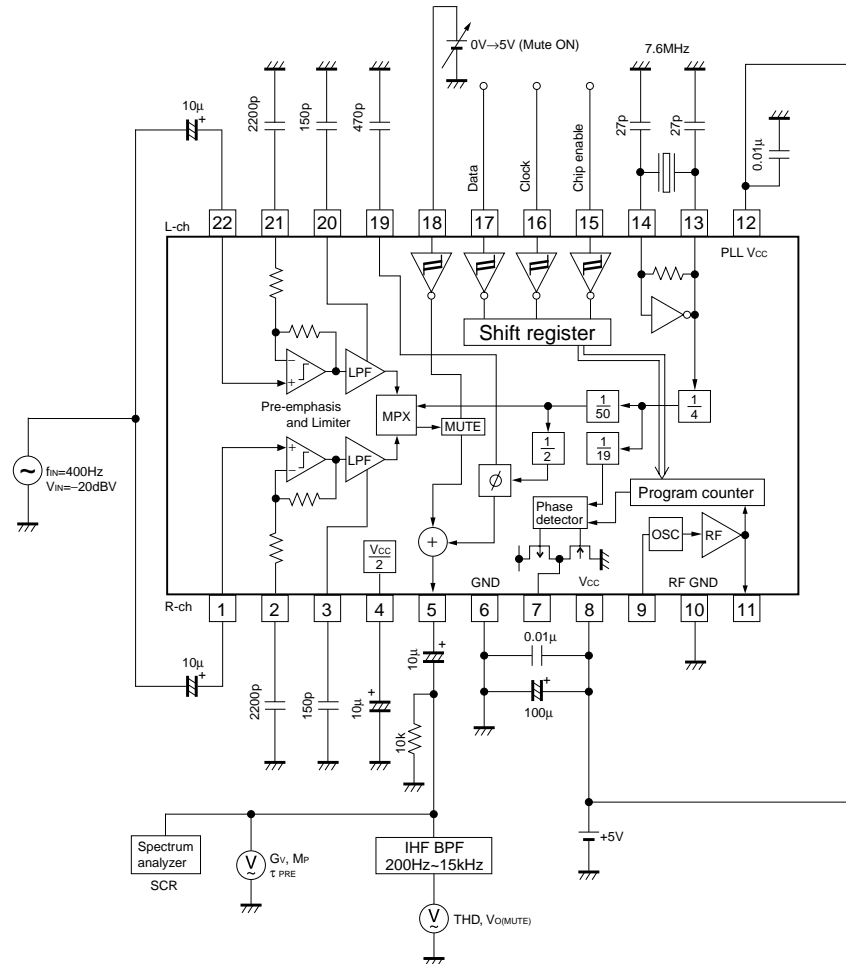 0V→5V (Mute ON)
7.6MHz
10μ
+
2200p
150p
470p
Data
Clock
Chip enable
27p
27p
0.01μ
L-ch
22
21
20
19
18
17
16
15
14
13
12
PLL VCC
Shift register
−
+
LPF
Pre-emphasis
and Limiter
MPX
MUTE
1
50
1
4
1
2
1
19
+
−
LPF
ϕ
Program counter
Phase
detector
OSC
RF
+
VCC
2
fIN=400Hz
VIN=−20dBV
~
GND
VCC
RF GND
R-ch
1
2
3
4
5
6
7
8
9
10
11
10μ
+
2200p
150p
10μ
+
10μ
+
10k
0.01μ
+
100μ
+5V
Spectrum
analyzer
SCR
V
~
GV, MP
τ PRE
IHF BPF
200Hz~15kHz
V
~
THD, VO(MUTE)